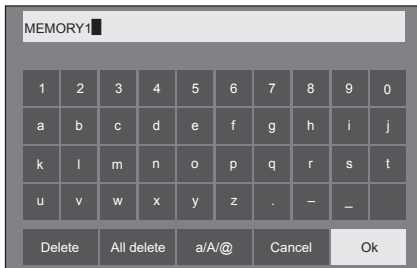 MEMORY1
1 2 3 4 5 6 7 8 9 0
a b c d e f g h i j
k l m n o p q r s t
u v w x y z . – _
Delete All delete a/A/@ Cancel Ok